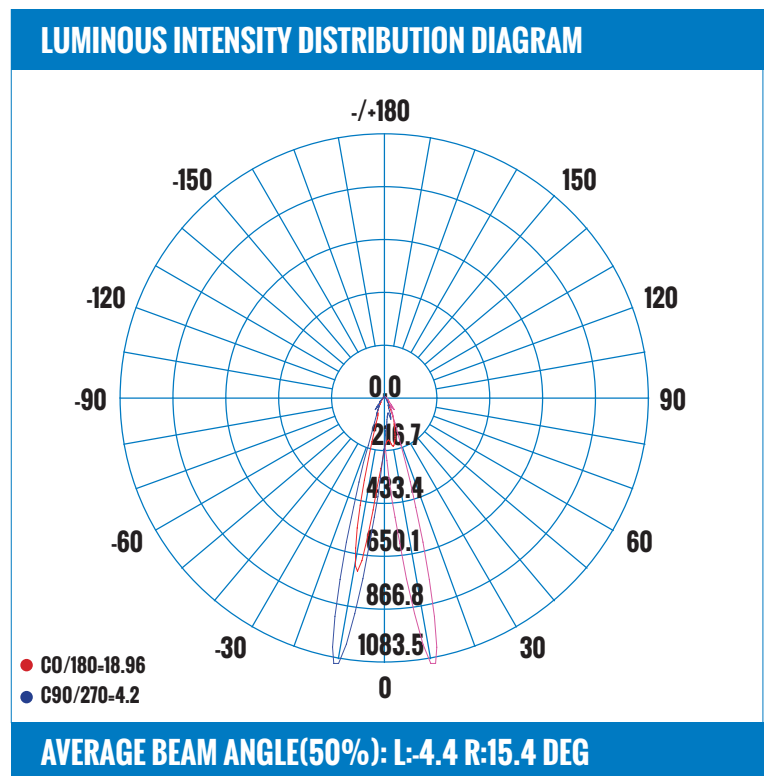 LUMINOUS INTENSITY DISTRIBUTION DIAGRAM
-/+180
-150 150
-120 120
0.0
-90 90
216.7
433.4
-60 650.1 60
866.8
-30 1083.5 30
CO/180=18.96
0
C90/270=4.2
AVERAGE BEAM ANGLE(50%): L:-4.4 R:15.4 DEG